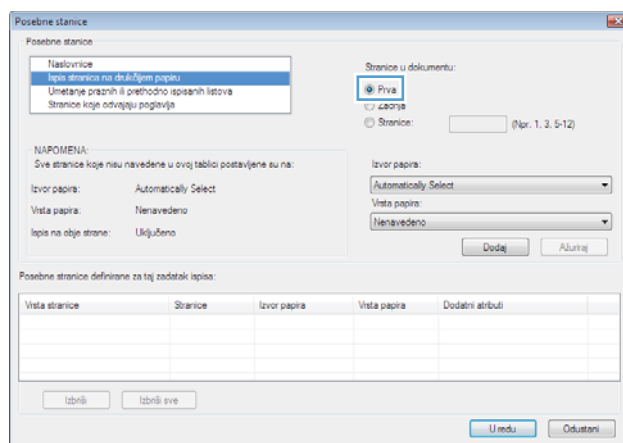 Posebne stanice
Posebne stanice
Naslovnice
Ispis stranica na drukčijem papiru
Umetanje praznih ili prethodno ispisanih listova
Stranice koje odvajaju poglavlja
Stranice u dokumentu:
Prva
Zadnja
Stranice:
(Npr. 1, 3, 5-12)
NAPOMENA:
Sve stranice koje nisu navedene u ovoj tablici postavljene su na:
Izvor papira: Automatically Select
Vrsta papira: Nenavedeno
Ispis na obje strane: Uključeno
Izvor papira:
Automatically Select
Vrsta papira:
Nenavedeno
Dodaj Ažuriraj
Posebne stranice definirane za taj zadatak ispisa:
Vrsta stranice Stranice Izvor papira Vrsta papira Dodatni atributi
Izbriši Izbriši sve
U redu Odustani